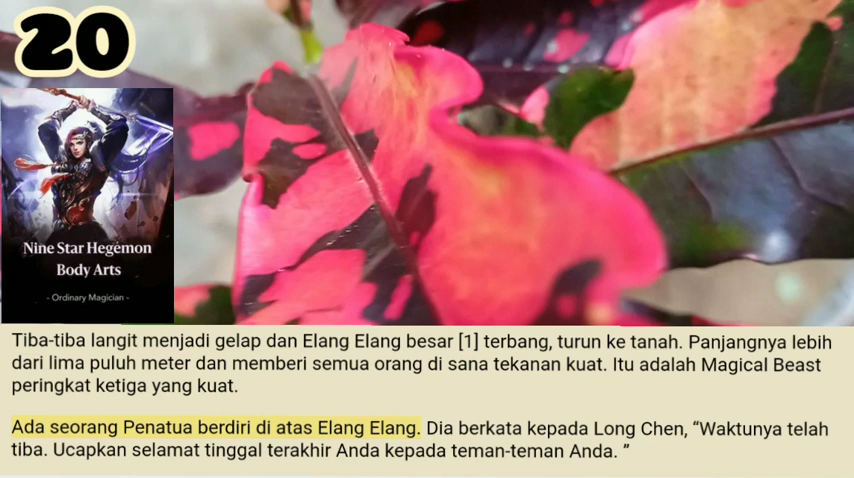 20
Nine Star Hegemon
Body Arts
- Ordinary Magician -
Tiba-tiba langit menjadi gelap dan Elang Elang besar [1] terbang, turun ke tanah. Panjangnya lebih
dari lima puluh meter dan memberi semua orang di sana tekanan kuat. Itu adalah Magical Beast
peringkat ketiga yang kuat.
Ada seorang Penatua berdiri di atas Elang Elang. Dia berkata kepada Long Chen, “Waktunya telah
tiba. Ucapkan selamat tinggal terakhir Anda kepada teman-teman Anda. ”